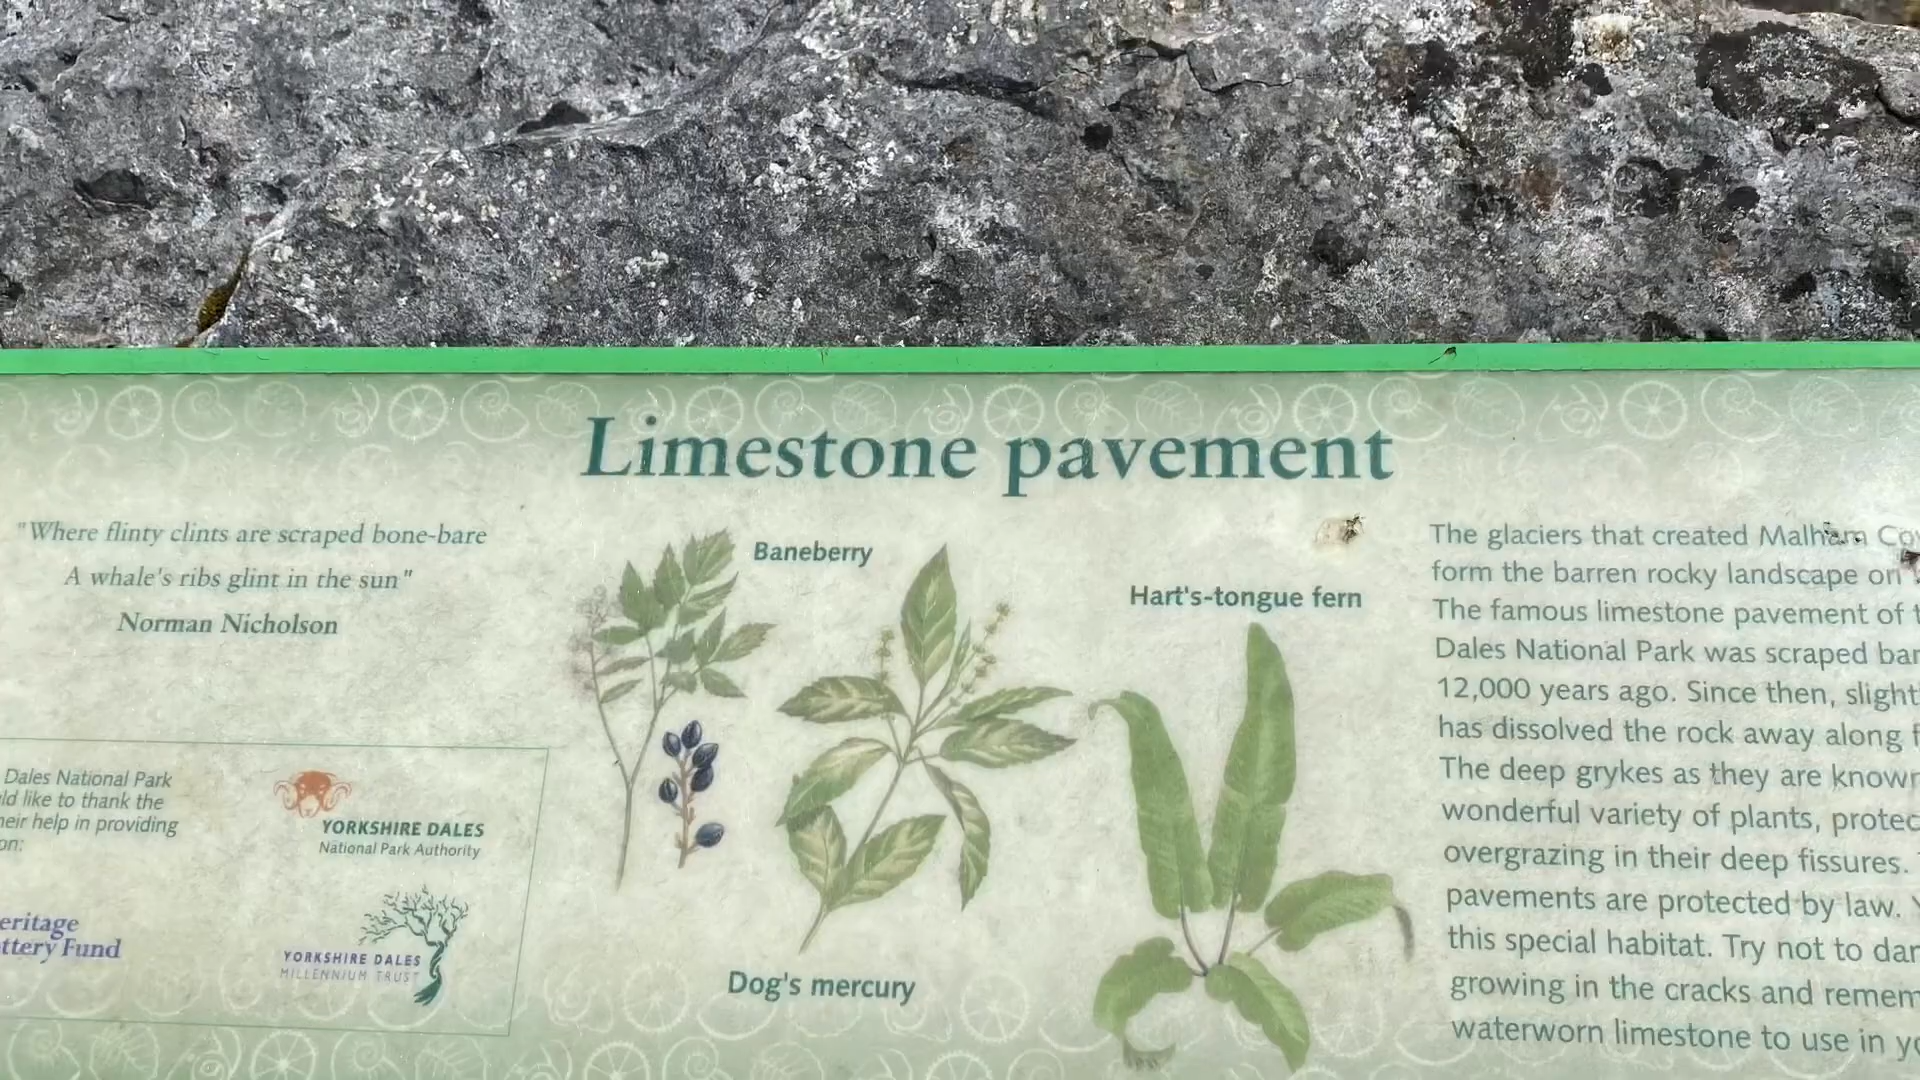 Limestone pavement
"Where flinty clints are scraped bone-bare
A whale's ribs glint in the sun"
Norman Nicholson
Dales National Park
like to thank the
help in providing
YORKSHIRE DALES
National Park Authority
ttery Fund
YORKSHIRE DALES
MILLENNIUM TRUST
Baneberry
Dog's mercury
Hart's-tongue fern
The glaciers that created Malham
form the barren rocky landscape on
The famous limestone pavement of
Dales National Park was scraped
12,000 years ago. Since then,
has dissolved the rock away along
The deep grykes as they are known
wonderful variety of plants,
overgrazing in their deep fissures.
pavements are protected by law.
this special habitat. Try not to
growing in the cracks and
waterworn limestone to use in